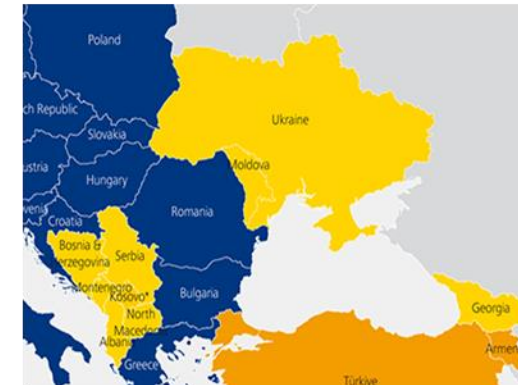 Poland
ch Republic
Slovakia
ustria
Hungary
venia
Croatia
Romania
Ukraine
Moldova
Bosnia &
erzegovina
Serbia
Montenegro
Kosovo*
Bulgaria
North
Macedon
Albania
Greece
Georgia
Armen
Türkiye